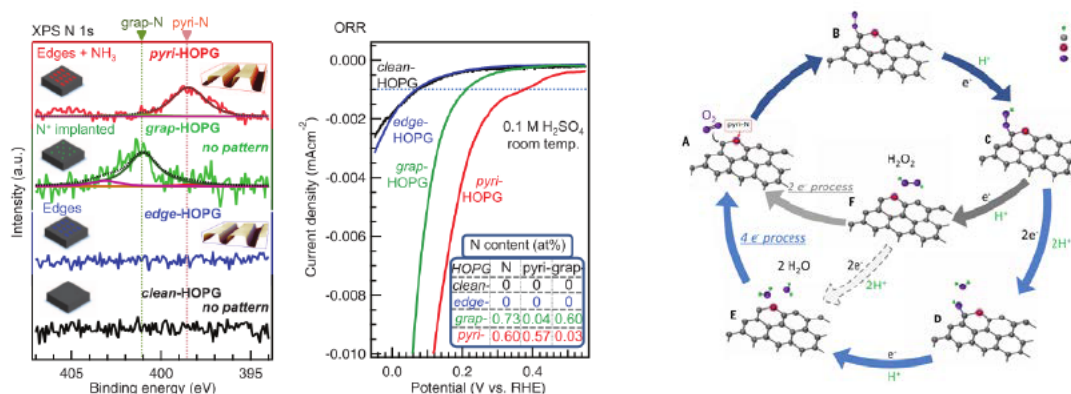 XPS N 1s
grap-N
pyri-N
Edges + NH3
pyri-HOPG
N+ implanted
grap-HOPG
no pattern
Edges
edge-HOPG
clean-HOPG
no pattern
Intensity (a.u.)
405
400
394
Binding energy (eV)
ORR
0.000
-0.002
-0.004
-0.006
-0.008
-0.010
Current density (mAcm-2)
clean-
HOPG
edge-
HOPG
grap-
HOPG
pyri-
HOPG
0.1 M H2SO4
room temp.
N content (at%)
HOPG N pyri- grap-
clean- 0 0 0
edge- 0 0 0
grap- 0.73 0.04 0.60
pyri- 0.60 0.57 0.03
0.0
0.2
0.4
Potential (V vs. RHE)
B
H+
e-
O2
pyri-N
A
C
H2O2
2 e- process
F
e-
H+
4 e- process
2e-
2H+
2 H2O
2e-
2H+
E
D
e-
H+